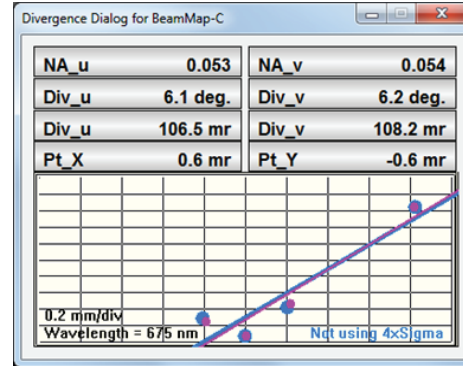 Divergence Dialog for BeamMap-C
NA_u 0.053 NA_v 0.054
Div_u 6.1 deg. Div_v 6.2 deg.
Div_u 106.5 mr Div_v 108.2 mr
Pt_X 0.6 mr Pt_Y -0.6 mr
0.2 mm/div
Wavelength = 675 nm Not using 4xSigma